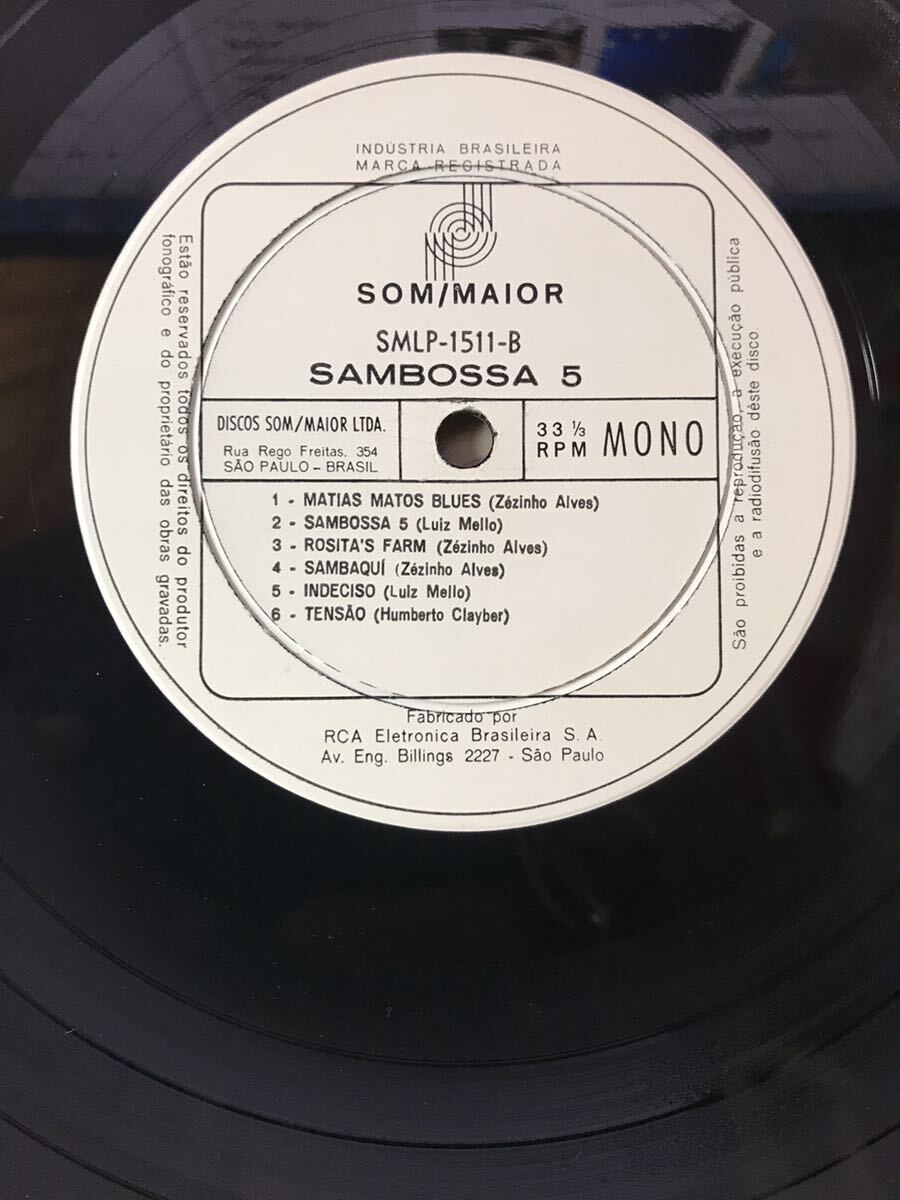 INDÚSTRIA BRASILEIRA
MARCA REGISTRADA
SOM/MAIOR
SMLP-1511-B
SAMBOSSA 5
DISCOS SOM/MAIOR LTDA.
Rua Rego Freitas, 354
SÃO PAULO - BRASIL
33 ⅓
RPM
MONO
1 - MATIAS MATOS BLUES (Zézinho Alves)
2 - SAMBOSSA 5 (Luiz Mello)
3 - ROSITA'S FARM (Zézinho Alves)
4 - SAMBAQUÍ (Zézinho Alves)
5 - INDECISO (Luiz Mello)
6 - TENSÃO (Humberto Clayber)
Estão reservados todos os direitos do produtor
fonográfico e do proprietário das obras gravadas.
São proibidas a reprodução, a execução pública
e a radiodifusão dêste disco.
Fabricado por
RCA Eletronica Brasileira S. A.
Av. Eng. Billings 2227 - São Paulo